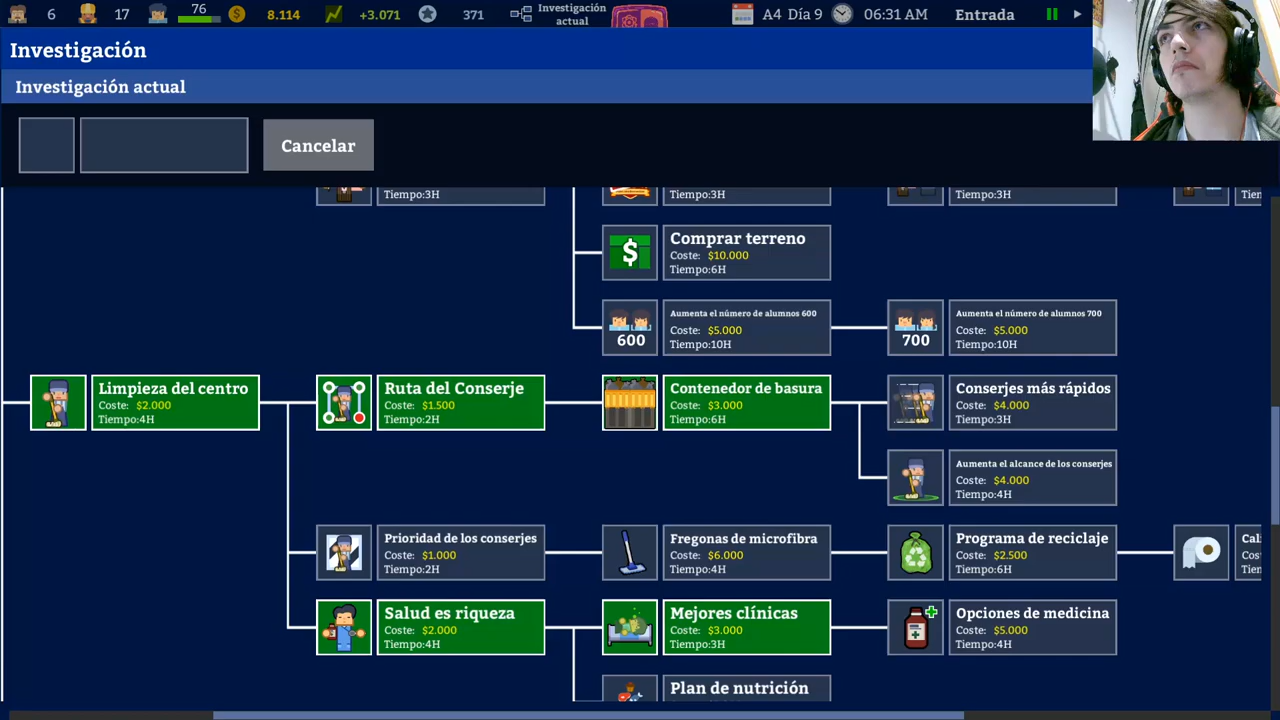 6 17 76 8.114 +3.071 371 Investigación actual A4 Día 9 06:31 AM Entrada
Investigación
Investigación actual
Cancelar
Tiempo:3H
Tiempo:3H
Tiempo:3H
Comprar terreno
Coste: $10.000
Tiempo:6H
600
Aumenta el número de alumnos 600
Coste: $5.000
Tiempo:10H
700
Aumenta el número de alumnos 700
Coste: $5.000
Tiempo:10H
Limpieza del centro
Coste: $2.000
Tiempo:4H
Ruta del Conserje
Coste: $1.500
Tiempo:2H
Contenedor de basura
Coste: $3.000
Tiempo:6H
Conserjes más rápidos
Coste: $4.000
Tiempo:3H
Aumenta el alcance de los conserjes
Coste: $4.000
Tiempo:4H
Prioridad de los conserjes
Coste: $1.000
Tiempo:2H
Fregonas de microfibra
Coste: $6.000
Tiempo:4H
Programa de reciclaje
Coste: $2.500
Tiempo:6H
Salud es riqueza
Coste: $2.000
Tiempo:4H
Mejores clínicas
Coste: $3.000
Tiempo:3H
Opciones de medicina
Coste: $5.000
Tiempo:4H
Plan de nutrición